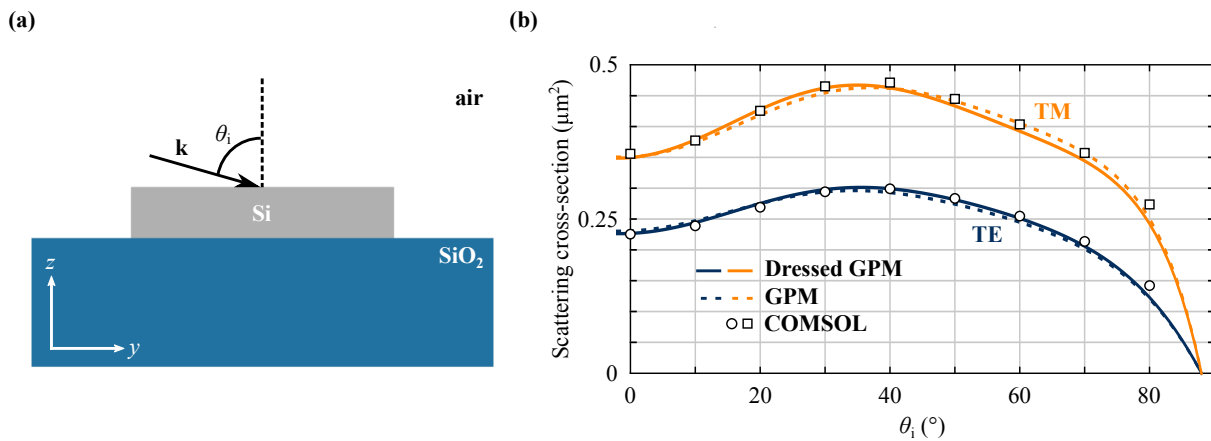 (a)
air
θi
k
Si
SiO2
z
y
(b)
Scattering cross-section (μm²)
0.5
0.25
0
TM
TE
Dressed GPM
GPM
COMSOL
0 20 40 60 80
θi (°)